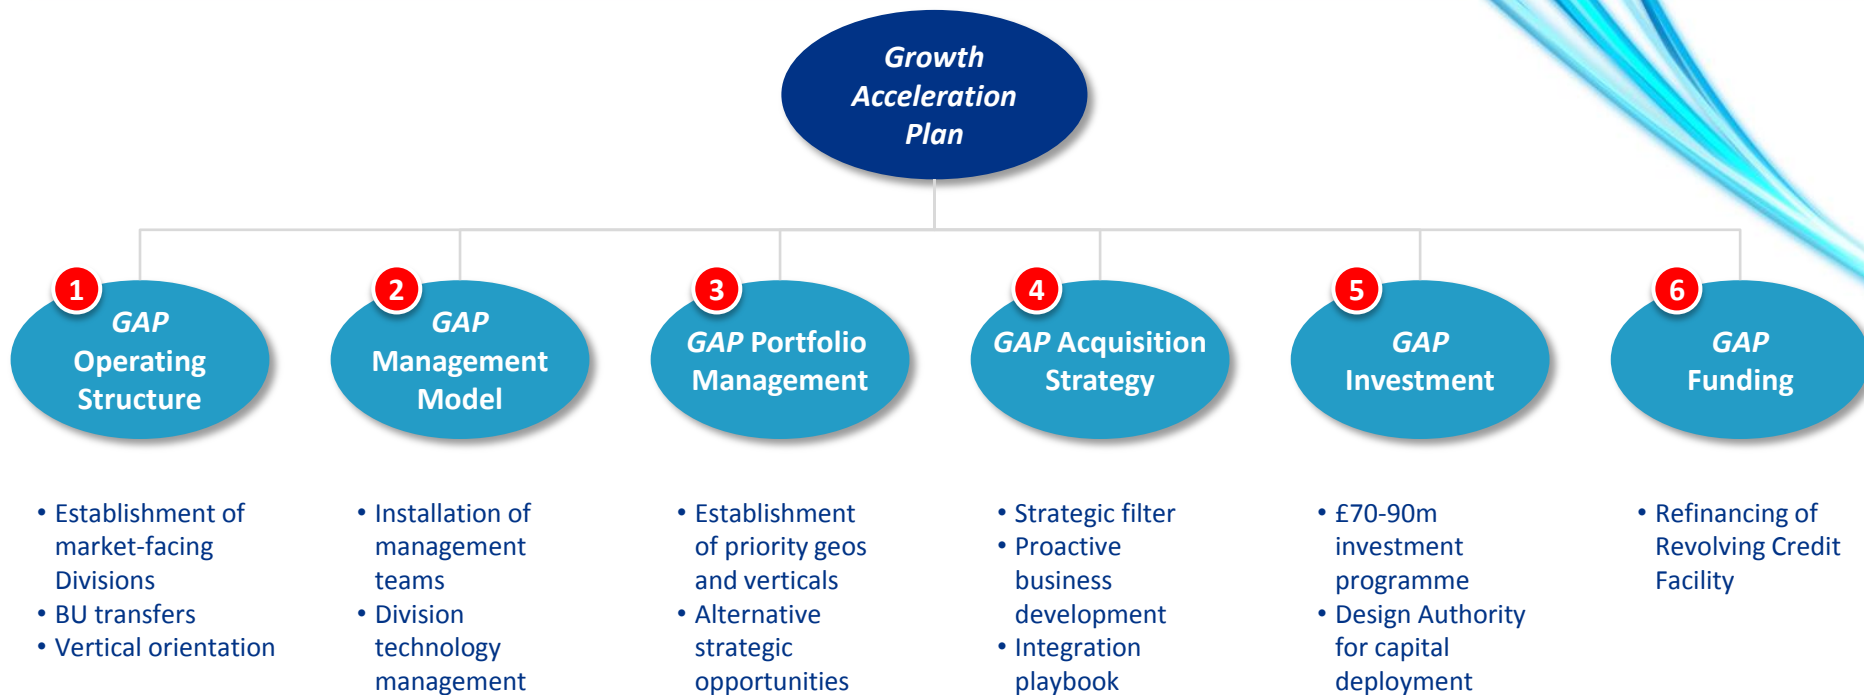 Growth
Acceleration
Plan
1
GAP
Operating
Structure
2
GAP
Management
Model
3
GAP Portfolio
Management
4
GAP Acquisition
Strategy
5
GAP
Investment
6
GAP
Funding
• Establishment of
market-facing
Divisions
• BU transfers
• Vertical orientation
• Installation of
management
teams
• Division
technology
management
• Establishment
of priority geos
and verticals
• Alternative
strategic
opportunities
• Strategic filter
• Proactive
business
development
• Integration
playbook
• £70-90m
investment
programme
• Design Authority
for capital
deployment
• Refinancing of
Revolving Credit
Facility